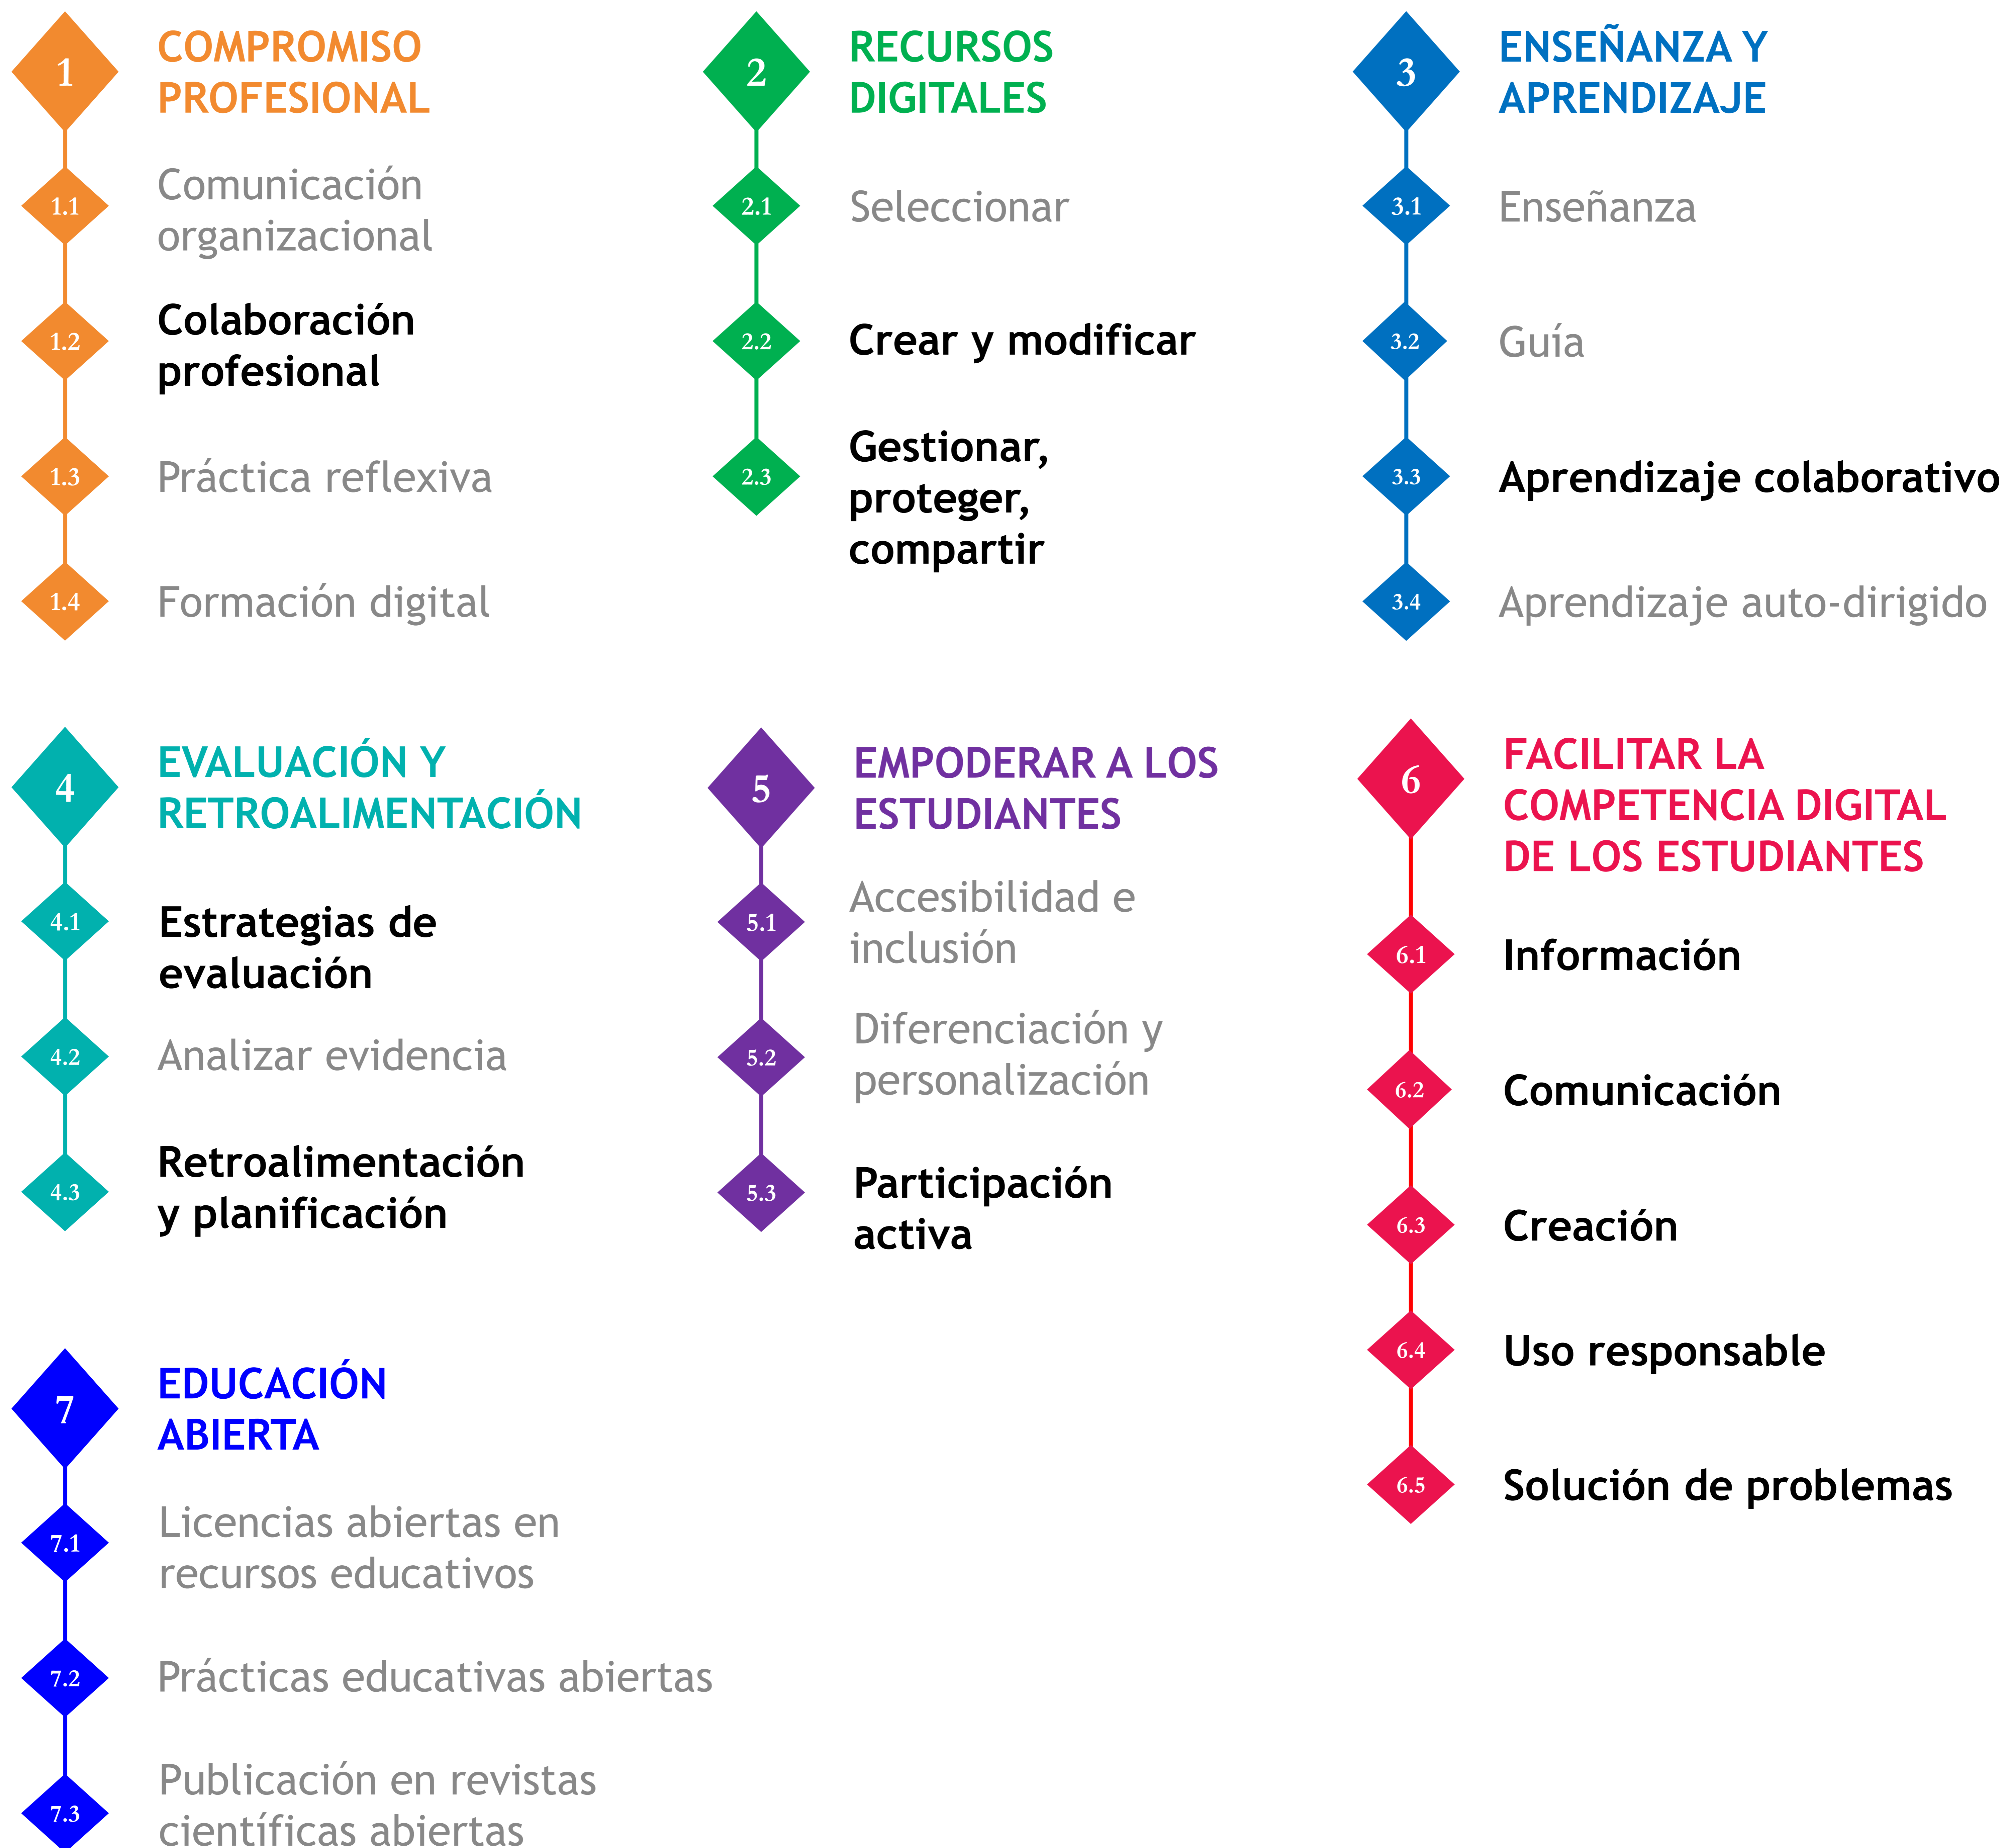 1
COMPROMISO
PROFESIONAL
1.1
Comunicación
organizacional
1.2
Colaboración
profesional
1.3
Práctica reflexiva
1.4
Formación digital
2
RECURSOS
DIGITALES
2.1
Seleccionar
2.2
Crear y modificar
2.3
Gestionar,
proteger,
compartir
3
ENSEÑANZA Y
APRENDIZAJE
3.1
Enseñanza
3.2
Guía
3.3
Aprendizaje colaborativo
3.4
Aprendizaje auto-dirigido
4
EVALUACIÓN Y
RETROALIMENTACIÓN
4.1
Estrategias de
evaluación
4.2
Analizar evidencia
4.3
Retroalimentación
y planificación
5
EMPODERAR A LOS
ESTUDIANTES
5.1
Accesibilidad e
inclusión
5.2
Diferenciación y
personalización
5.3
Participación
activa
6
FACILITAR LA
COMPETENCIA DIGITAL
DE LOS ESTUDIANTES
6.1
Información
6.2
Comunicación
6.3
Creación
6.4
Uso responsable
6.5
Solución de problemas
7
EDUCACIÓN
ABIERTA
7.1
Licencias abiertas en
recursos educativos
7.2
Prácticas educativas abiertas
7.3
Publicación en revistas
científicas abiertas